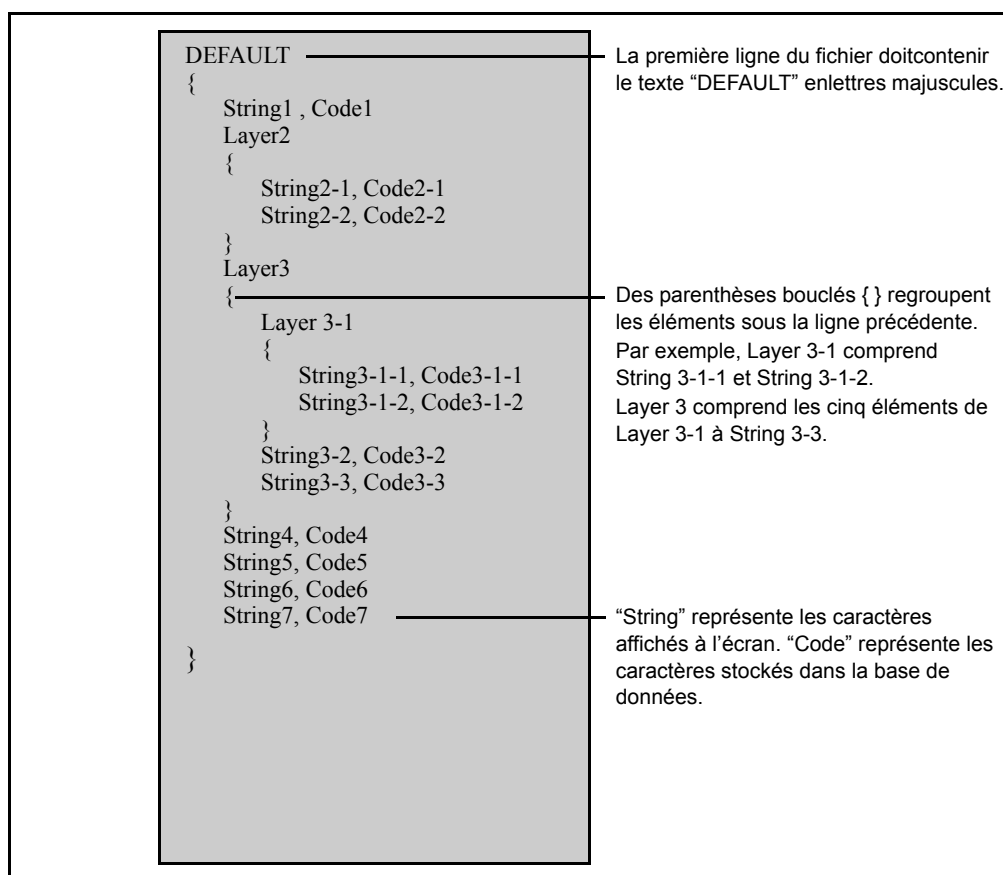 DEFAULT
{
String1 , Code1
Layer2
{
String2-1, Code2-1
String2-2, Code2-2
}
Layer3
{
Layer 3-1
{
String3-1-1, Code3-1-1
String3-1-2, Code3-1-2
}
String3-2, Code3-2
String3-3, Code3-3
}
String4, Code4
String5, Code5
String6, Code6
String7, Code7
}
La première ligne du fichier doitcontenir
le texte “DEFAULT” enlettres majuscules.
Des parenthèses bouclés { } regroupent
les éléments sous la ligne précédente.
Par exemple, Layer 3-1 comprend
String 3-1-1 et String 3-1-2.
Layer 3 comprend les cinq éléments de
Layer 3-1 à String 3-3.
“String” représente les caractères
affichés à l’écran. “Code” représente les
caractères stockés dans la base de
données.